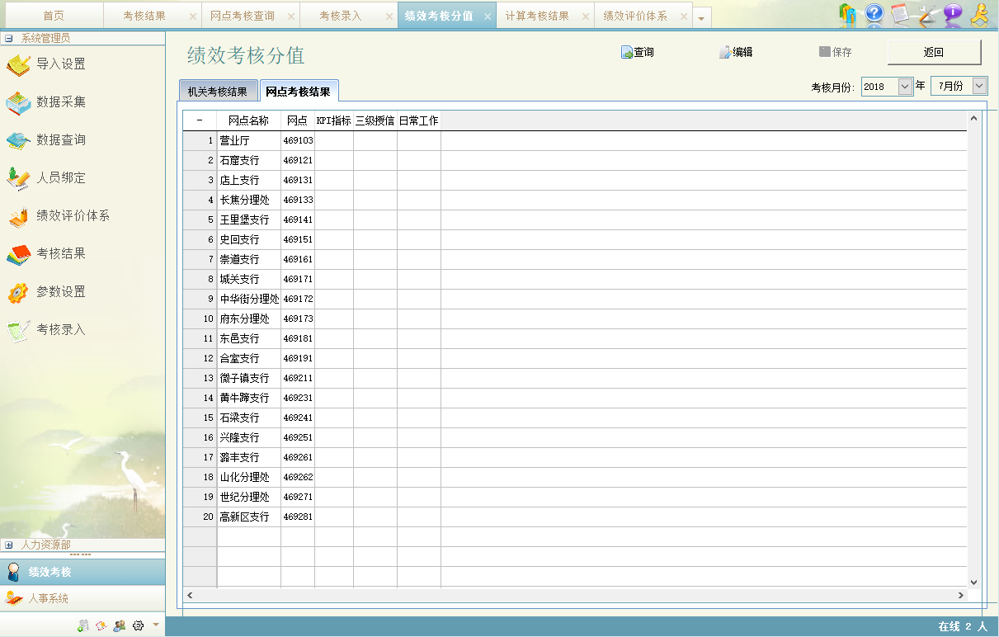 首页 考核结果 网点考核查询 考核录入 绩效考核分值 计算考核结果 绩效评价体系
系统管理员
导入设置
数据采集
数据查询
人员绑定
绩效评价体系
考核结果
参数设置
考核录入
人力资源部
绩效考核
人事系统
绩效考核分值 查询 编辑 保存 返回
机关考核结果 网点考核结果 考核月份: 2018 年 7月份
- 网点名称 网点 KPI指标 三级授信 日常工作
1 营业厅 469103
2 石窟支行 469121
3 店上支行 469131
4 长焦分理处 469133
5 王里堡支行 469141
6 史回支行 469151
7 崇道支行 469161
8 城关支行 469171
9 中华街分理处 469172
10 府东分理处 469173
11 东邑支行 469181
12 合室支行 469191
13 微子镇支行 469211
14 黄牛蹄支行 469231
15 石梁支行 469241
16 兴隆支行 469251
17 潞丰支行 469261
18 山化分理处 469262
19 世纪分理处 469271
20 高新区支行 469281
在线 2 人